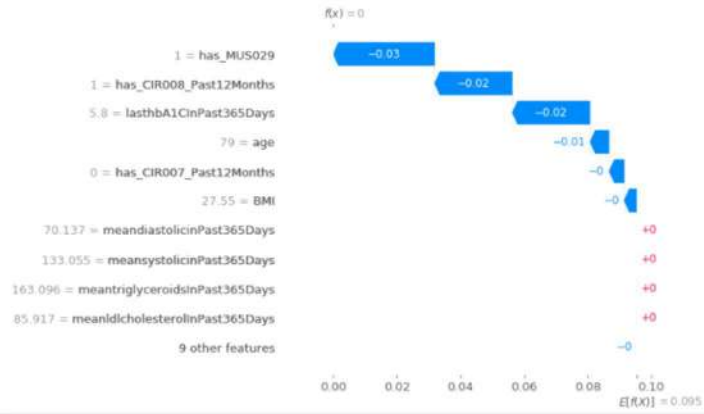 f(x) = 0
1 = has_MUS029
−0.03
1 = has_CIR008_Past12Months
−0.02
5.8 = lasthbA1CInPast365Days
−0.02
79 = age
−0.01
0 = has_CIR007_Past12Months
−0
27.55 = BMI
−0
70.137 = meandiastolicinPast365Days
+0
133.055 = meansystolicinPast365Days
+0
163.096 = meantriglyceroidsInPast365Days
+0
85.917 = meanldlcholesterolInPast365Days
+0
9 other features
−0
0.00 0.02 0.04 0.06 0.08 0.10
E[f(X)] = 0.095